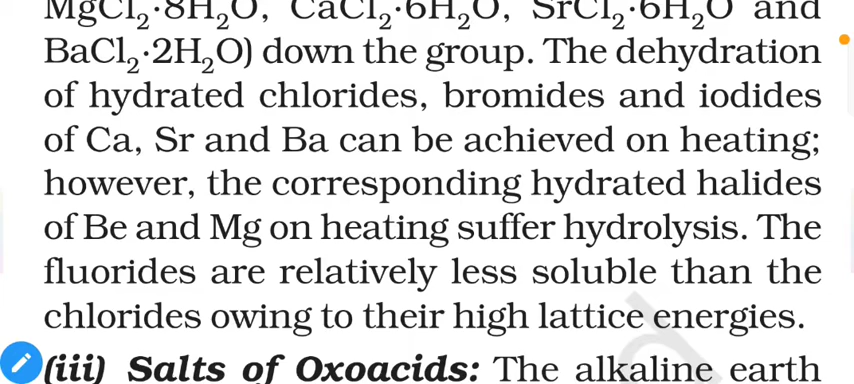 MgCl₂·8H₂O, CaCl₂·6H₂O, SrCl₂·6H₂O and
BaCl₂·2H₂O) down the group. The dehydration
of hydrated chlorides, bromides and iodides
of Ca, Sr and Ba can be achieved on heating;
however, the corresponding hydrated halides
of Be and Mg on heating suffer hydrolysis. The
fluorides are relatively less soluble than the
chlorides owing to their high lattice energies.
(iii) Salts of Oxoacids: The alkaline earth